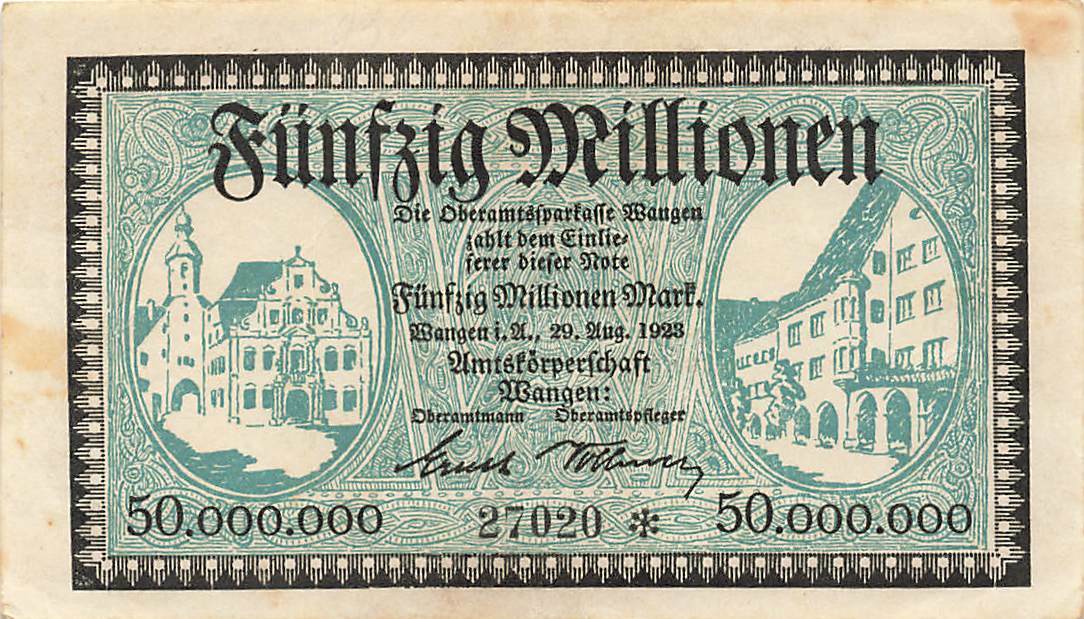 Fünfzig Millionen
Die Oberamtssparkasse Wangen
zahlt dem Einlie⸗
ferer dieser Note
Fünfzig Millionen Mark.
Wangen i. A., 29. Aug. 1923
Amtskörperschaft
Wangen:
Oberamtmann Oberamtspfleger
50.000.000 27020 * 50.000.000